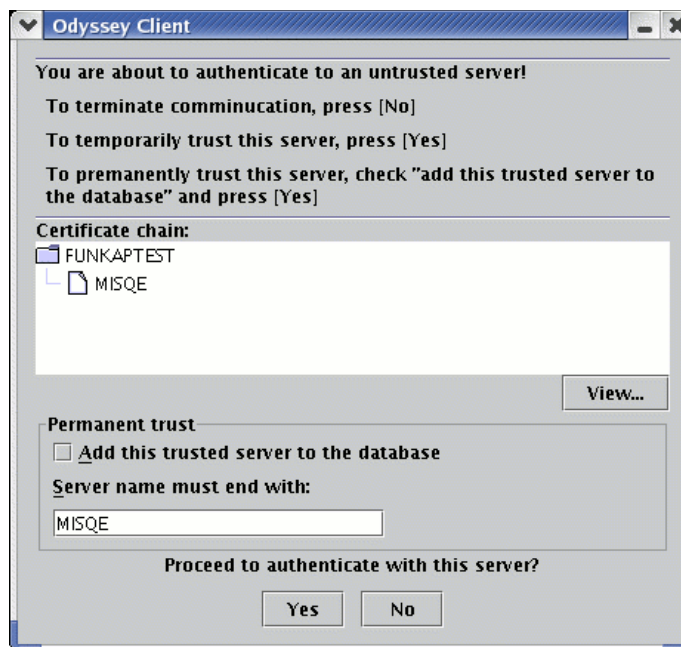 Odyssey Client
You are about to authenticate to an untrusted server!
To terminate comminucation, press [No]
To temporarily trust this server, press [Yes]
To premanently trust this server, check "add this trusted server to
the database" and press [Yes]
Certificate chain:
FUNKAPTEST
MISQE
View...
Permanent trust
Add this trusted server to the database
Server name must end with:
MISQE
Proceed to authenticate with this server?
Yes No